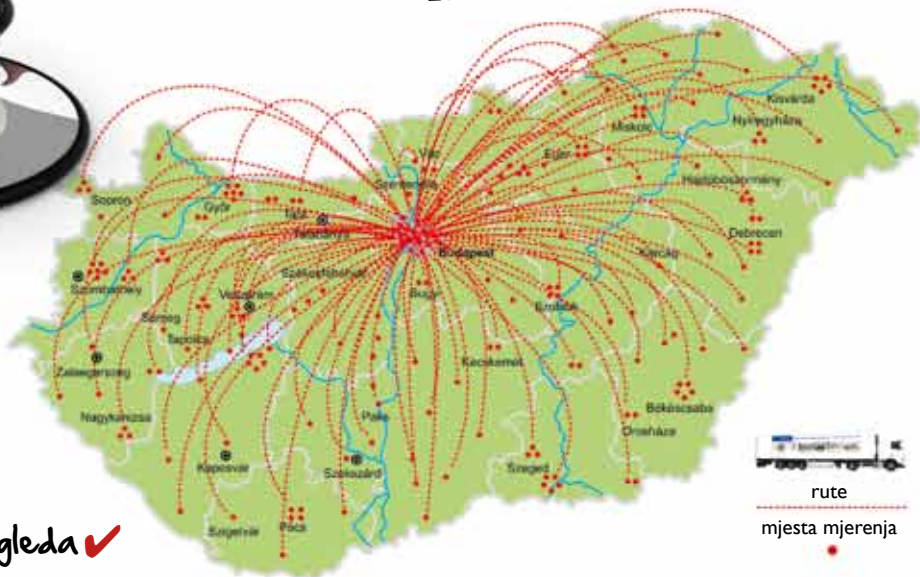 Kisvárda
Miskolc
Nyíregyháza
Vác
Eger
Hajdúböszörmény
Sopron
Győr
Tata
Tatabánya
Debrecen
Budapest
Karcag
Szombathely
Székesfehérvár
Bugyi
Veszprém
Szolnok
Sümeg
Tapolca
Kecskemét
Zalaegerszeg
Békéscsaba
Nagykanizsa
Paks
Orosháza
Kaposvár
Szekszárd
Szeged
rute
Szigetvár
Pécs
mjesta mjerenja
gleda